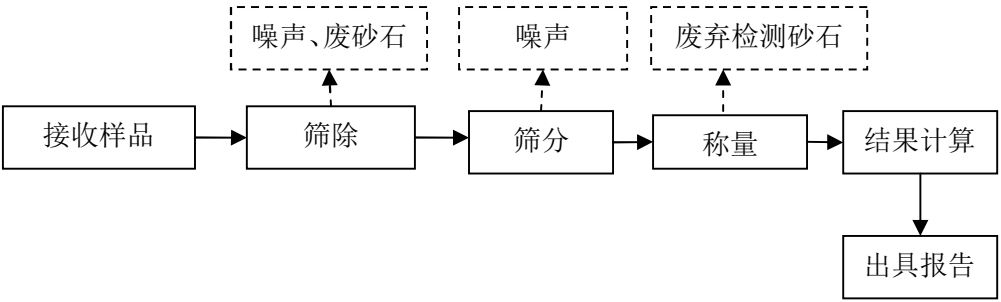 噪声、废砂石
噪声
废弃检测砂石
接收样品
筛除
筛分
称量
结果计算
出具报告